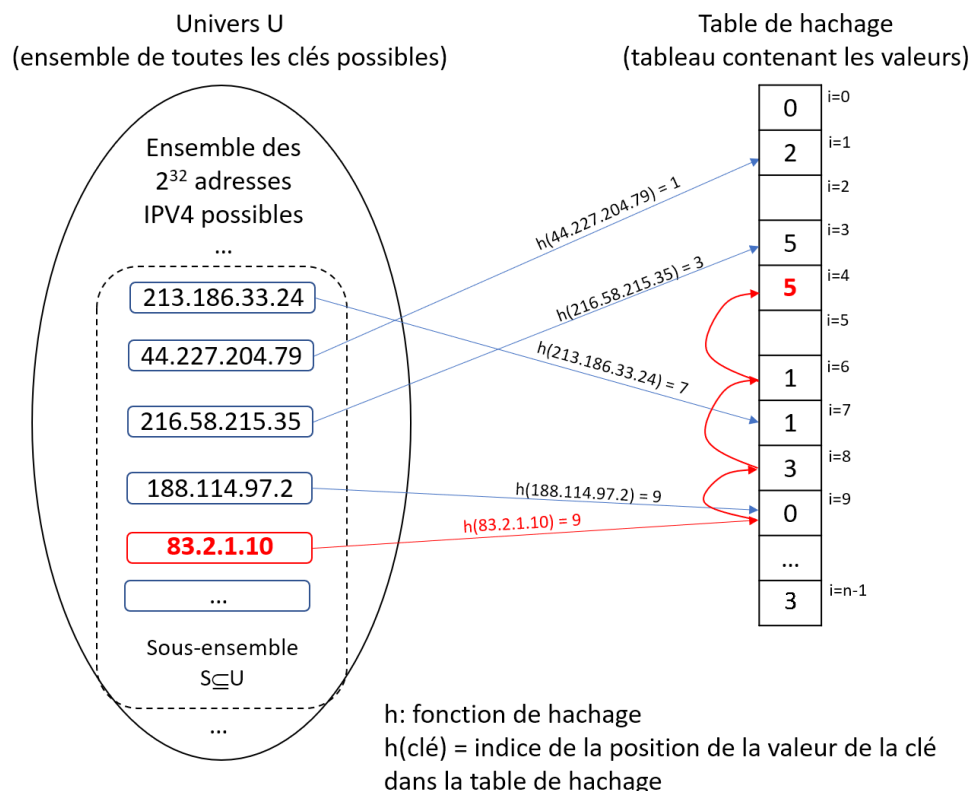 Univers U
(ensemble de toutes les clés possibles)
Table de hachage
(tableau contenant les valeurs)
Ensemble des
2³² adresses
IPV4 possibles
...
213.186.33.24
44.227.204.79
216.58.215.35
188.114.97.2
83.2.1.10
...
Sous-ensemble
S⊆U
...
h(44.227.204.79) = 1
h(216.58.215.35) = 3
h(213.186.33.24) = 7
h(188.114.97.2) = 9
h(83.2.1.10) = 9
0 i=0
2 i=1
i=2
5 i=3
5 i=4
i=5
1 i=6
1 i=7
3 i=8
0 i=9
...
3 i=n-1
h: fonction de hachage
h(clé) = indice de la position de la valeur de la clé
dans la table de hachage